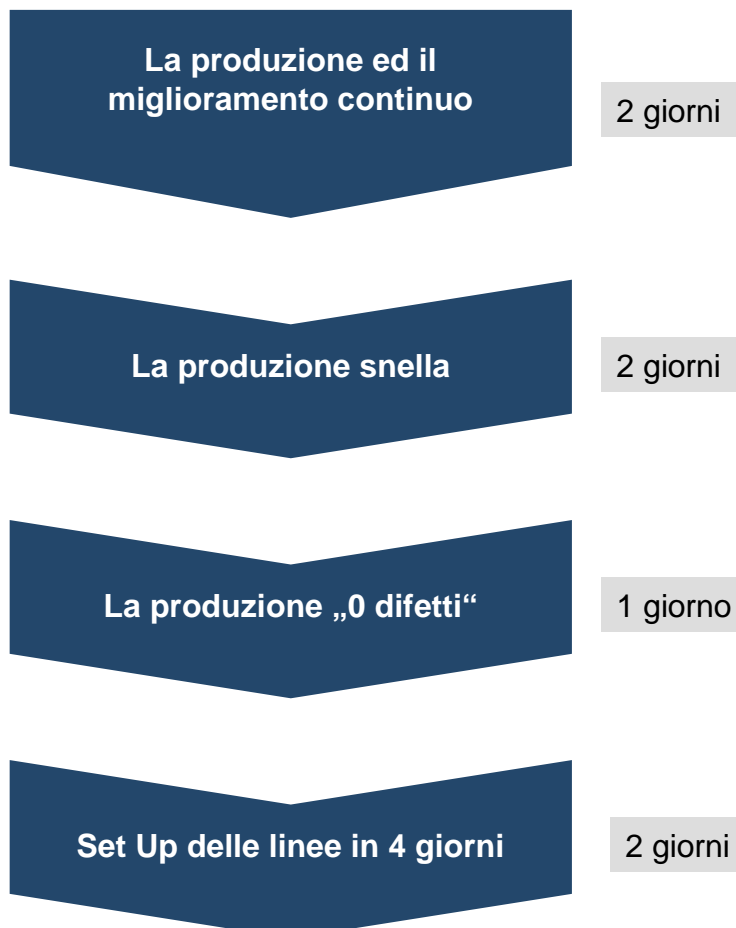 La produzione ed il
miglioramento continuo
2 giorni
La produzione snella
2 giorni
La produzione „0 difetti“
1 giorno
Set Up delle linee in 4 giorni
2 giorni